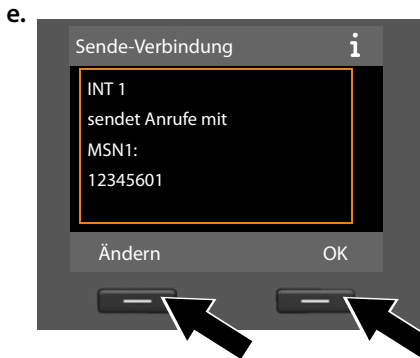 e.
Sende-Verbindung i
INT 1
sendet Anrufe mit
MSN1:
12345601
Ändern OK